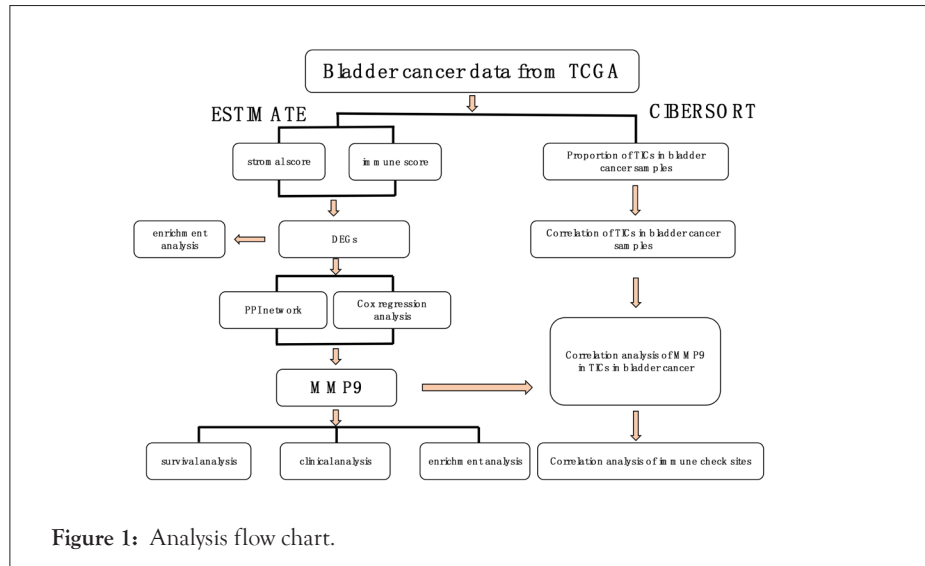 Bladder cancer data from TCGA
ESTIMATE
CIBERSORT
stromal score
immune score
Proportion of TICs in bladder
cancer samples
enrichment
analysis
DEGs
Correlation of TICs in bladder cancer
samples
PPI network
Cox regression
analysis
Correlation analysis of MMP9
in TICs in bladder cancer
MMP9
survival analysis
clinical analysis
enrichment analysis
Correlation analysis of immune check sites
Figure 1: Analysis flow chart.